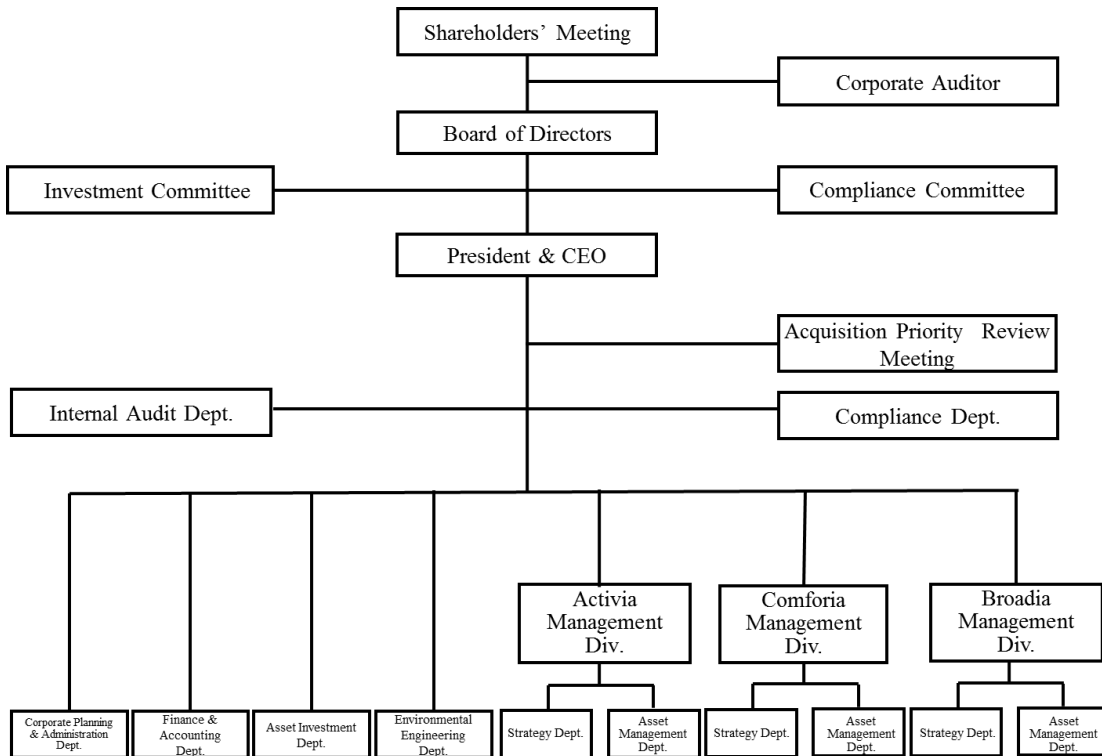 Shareholders’ Meeting
Corporate Auditor
Board of Directors
Investment Committee
Compliance Committee
President & CEO
Acquisition Priority Review
Meeting
Internal Audit Dept.
Compliance Dept.
Activia
Management
Div.
Comforia
Management
Div.
Broadia
Management
Div.
Corporate Planning
& Administration
Dept.
Finance &
Accounting
Dept.
Asset Investment
Dept.
Environmental
Engineering
Dept.
Strategy Dept.
Asset
Management
Dept.
Strategy Dept.
Asset
Management
Dept.
Strategy Dept.
Asset
Management
Dept.